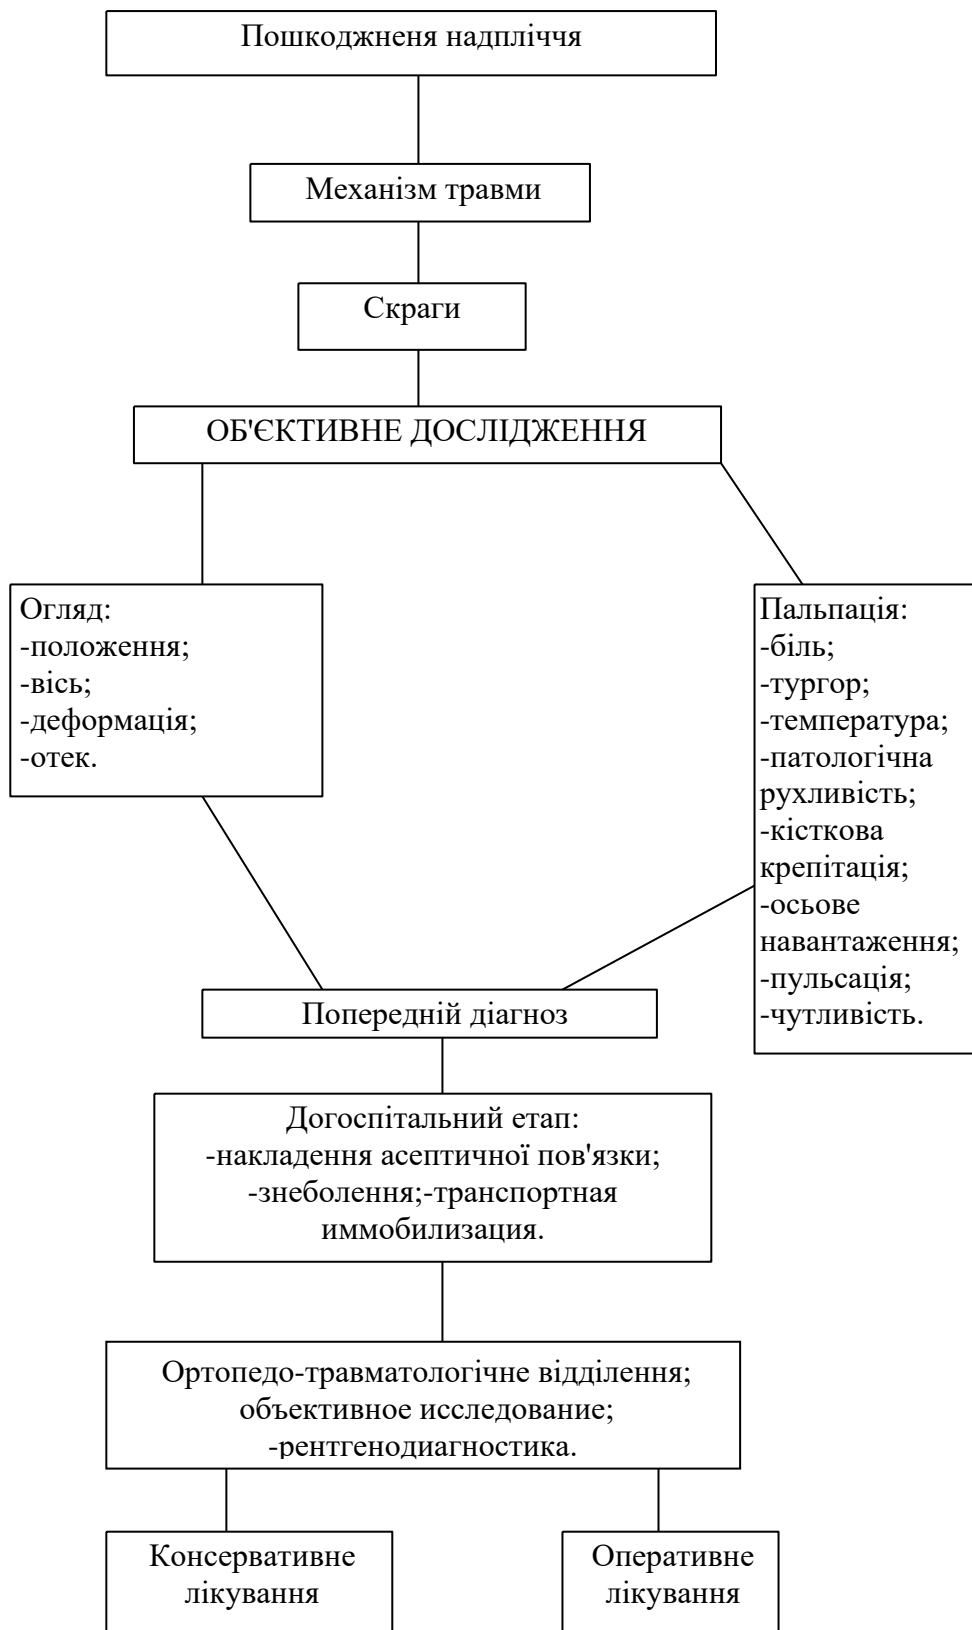 Пошкоджненя надпліччя
Механізм травми
Скраги
ОБ'ЄКТИВНЕ ДОСЛІДЖЕННЯ
Огляд:
-положення;
-вісь;
-деформація;
-отек.
Пальпація:
-біль;
-тургор;
-температура;
-патологічна
рухливість;
-кісткова
крепітація;
-осьове
навантаження;
-пульсація;
-чутливість.
Попередній діагноз
Догоспітальний етап:
-накладення асептичної пов'язки;
-знеболення;-транспортная
иммобилизация.
Ортопедо-травматологічне відділення;
объективное исследование;
-рентгенодиагностика.
Консервативне
лікування
Оперативне
лікування